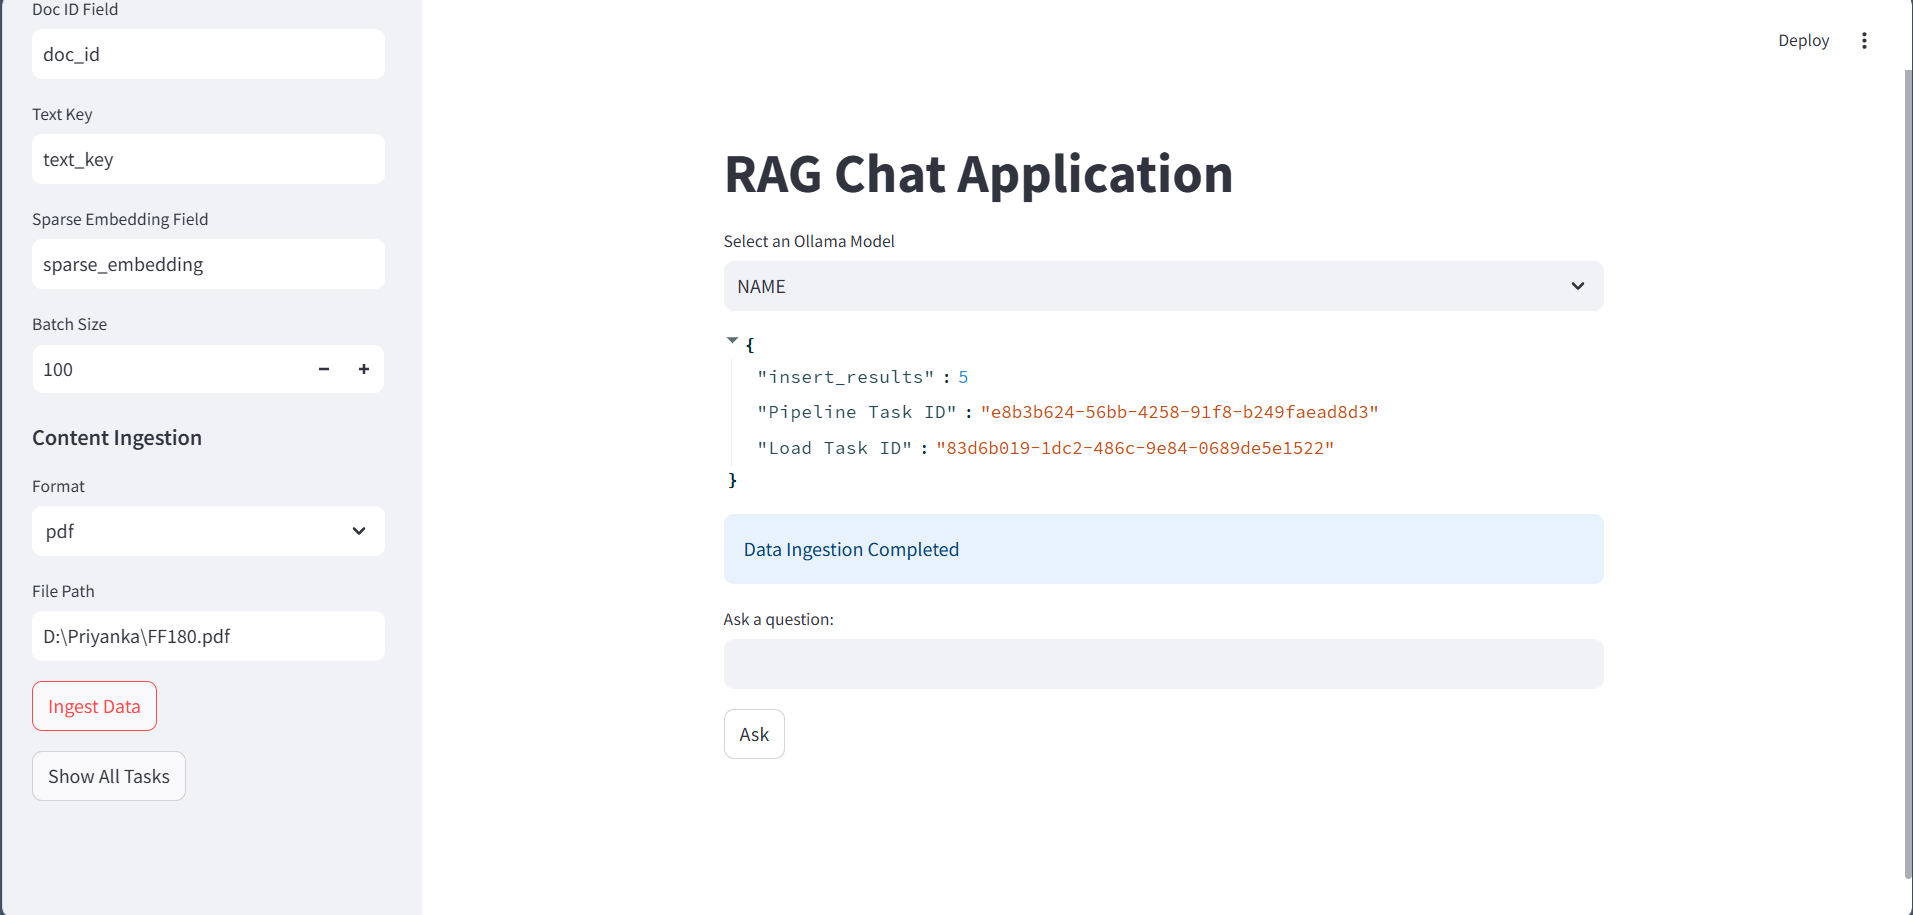 Doc ID Field
doc_id
Text Key
text_key
Sparse Embedding Field
sparse_embedding
Batch Size
100 − +
Content Ingestion
Format
pdf
File Path
D:\Priyanka\FF180.pdf
Ingest Data
Show All Tasks
Deploy
RAG Chat Application
Select an Ollama Model
NAME
{
"insert_results" : 5
"Pipeline Task ID" : "e8b3b624-56bb-4258-91f8-b249faead8d3"
"Load Task ID" : "83d6b019-1dc2-486c-9e84-0689de5e1522"
}
Data Ingestion Completed
Ask a question:
Ask